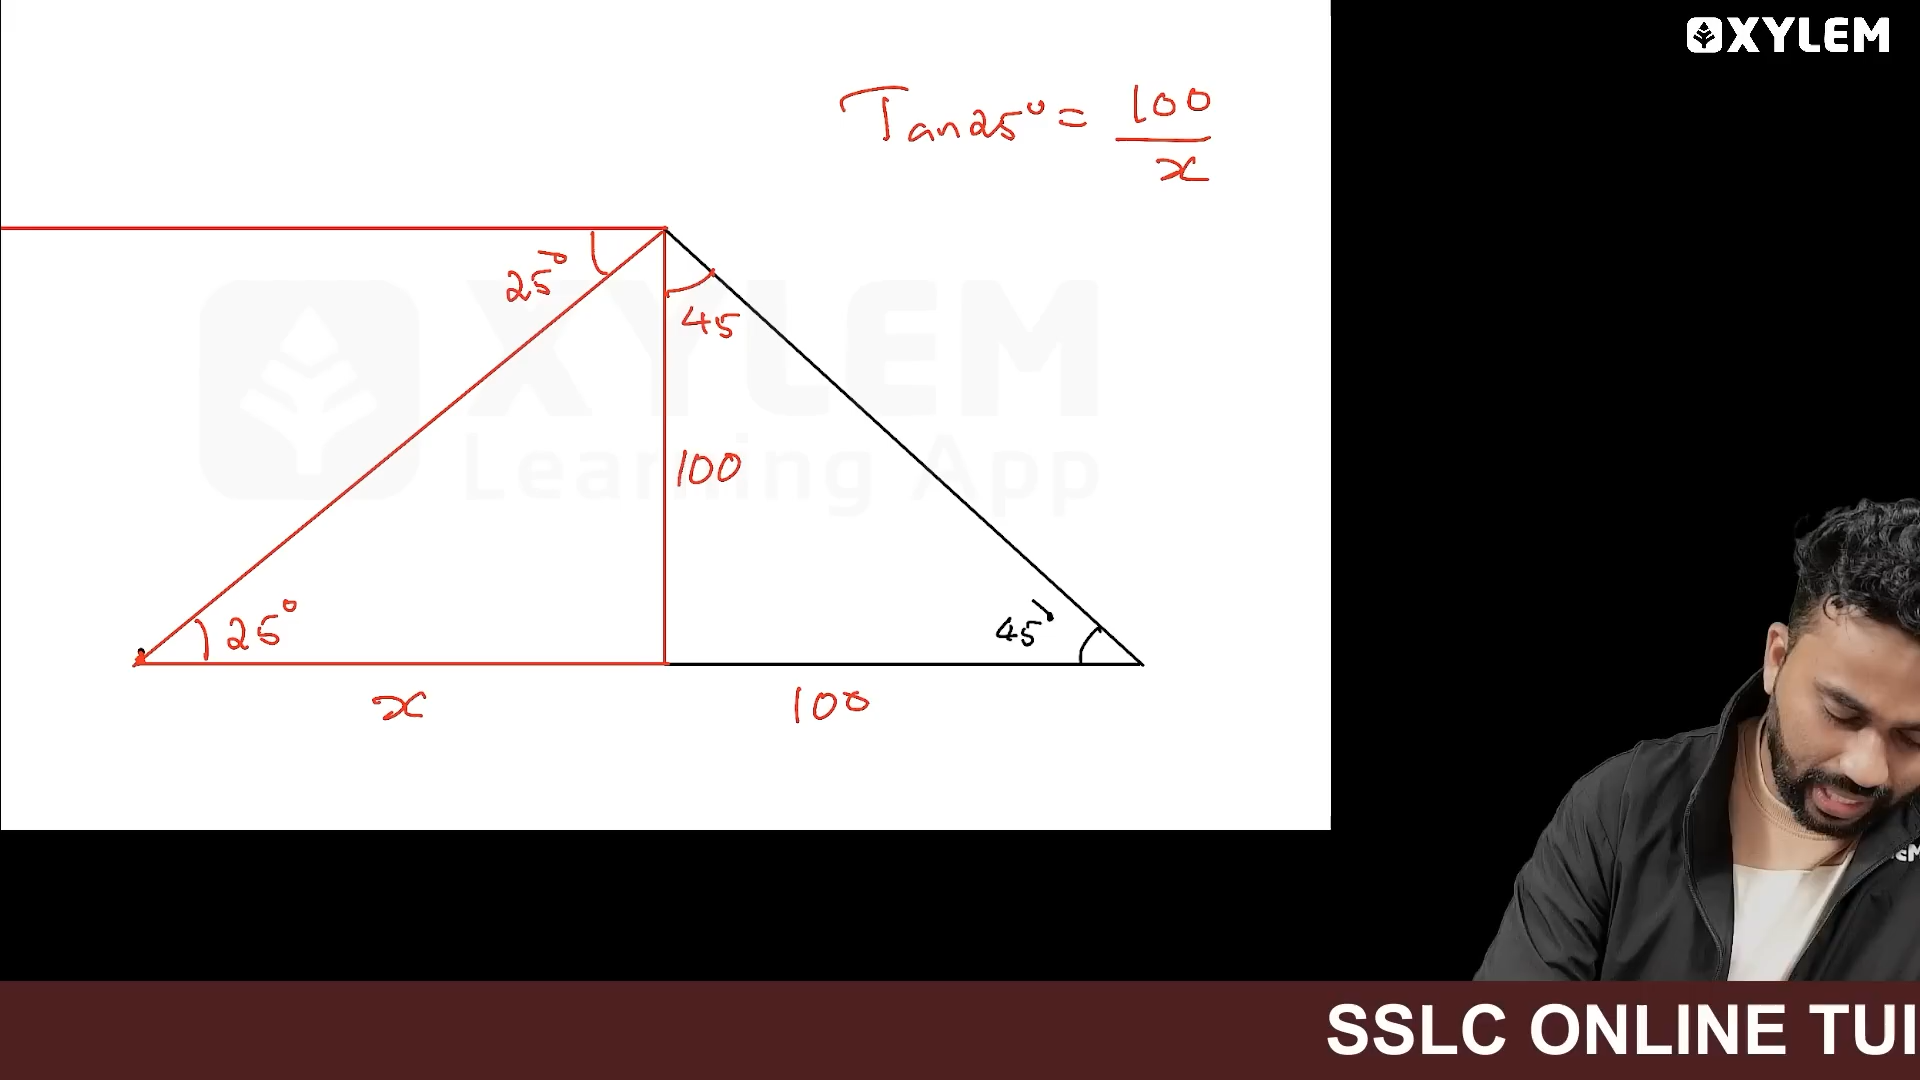 XYLEM
Tan25° = 100/x
25°
45
XYLEM
Learning App
100
25°
45°
x
100
SSLC ONLINE TUI